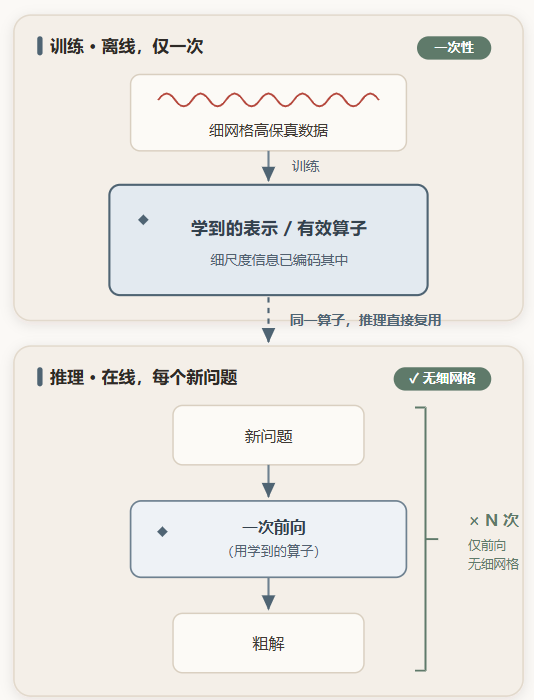 训练 · 离线，仅一次
一次性
细网格高保真数据
训练
学到的表示 / 有效算子
细尺度信息已编码其中
同一算子，推理直接复用
推理 · 在线，每个新问题
✓ 无细网格
新问题
一次前向
（用学到的算子）
× N 次
仅前向
无细网格
粗解